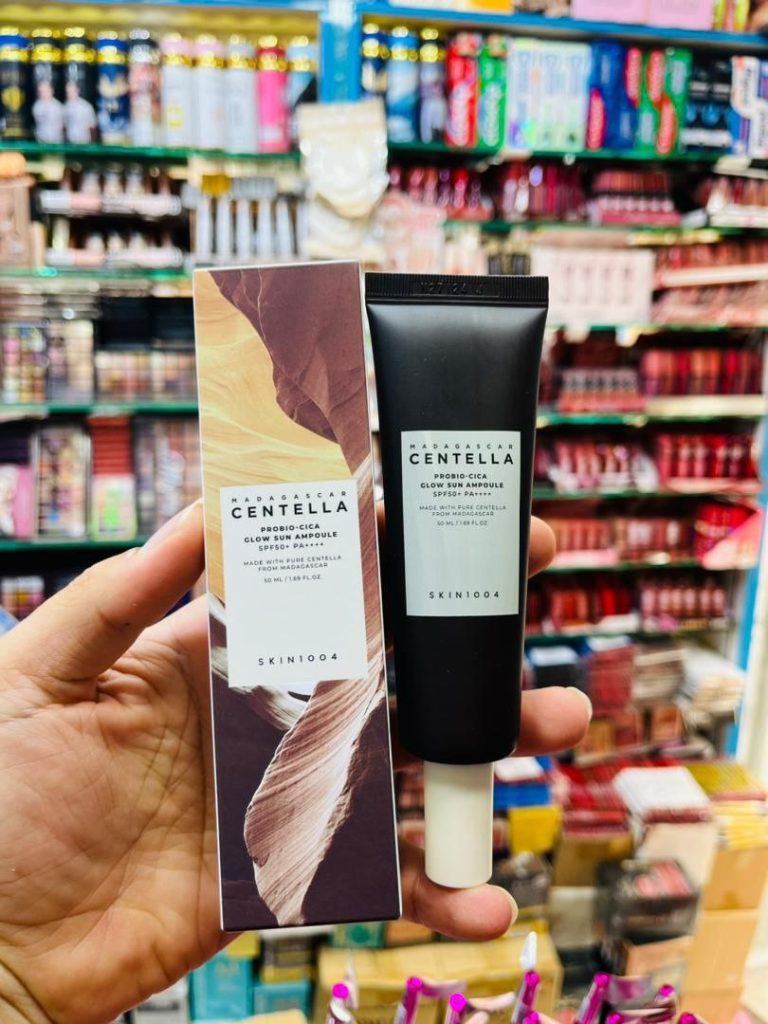 MADAGASCAR
CENTELLA
PROBIO-CICA
GLOW SUN AMPOULE
SPF50+ PA++++
MADE WITH PURE CENTELLA
FROM MADAGASCAR
50 ML / 1.69 FL.OZ.
SKIN1004
MADAGASCAR
CENTELLA
PROBIO-CICA
GLOW SUN AMPOULE
SPF50+ PA++++
MADE WITH PURE CENTELLA
FROM MADAGASCAR
50 ML / 1.69 FL.OZ
SKIN1004